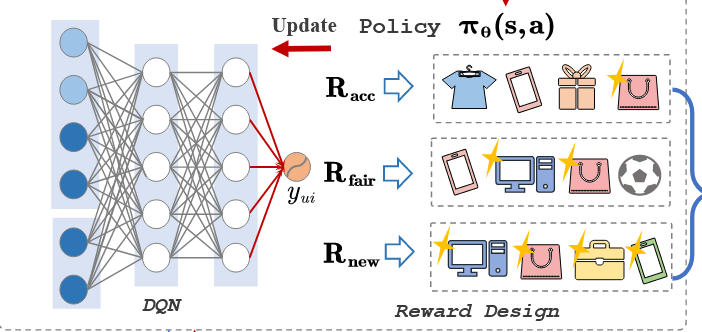 Update Policy π_θ(s,a)
R_acc
R_fair
y_ui
R_new
DQN
Reward Design